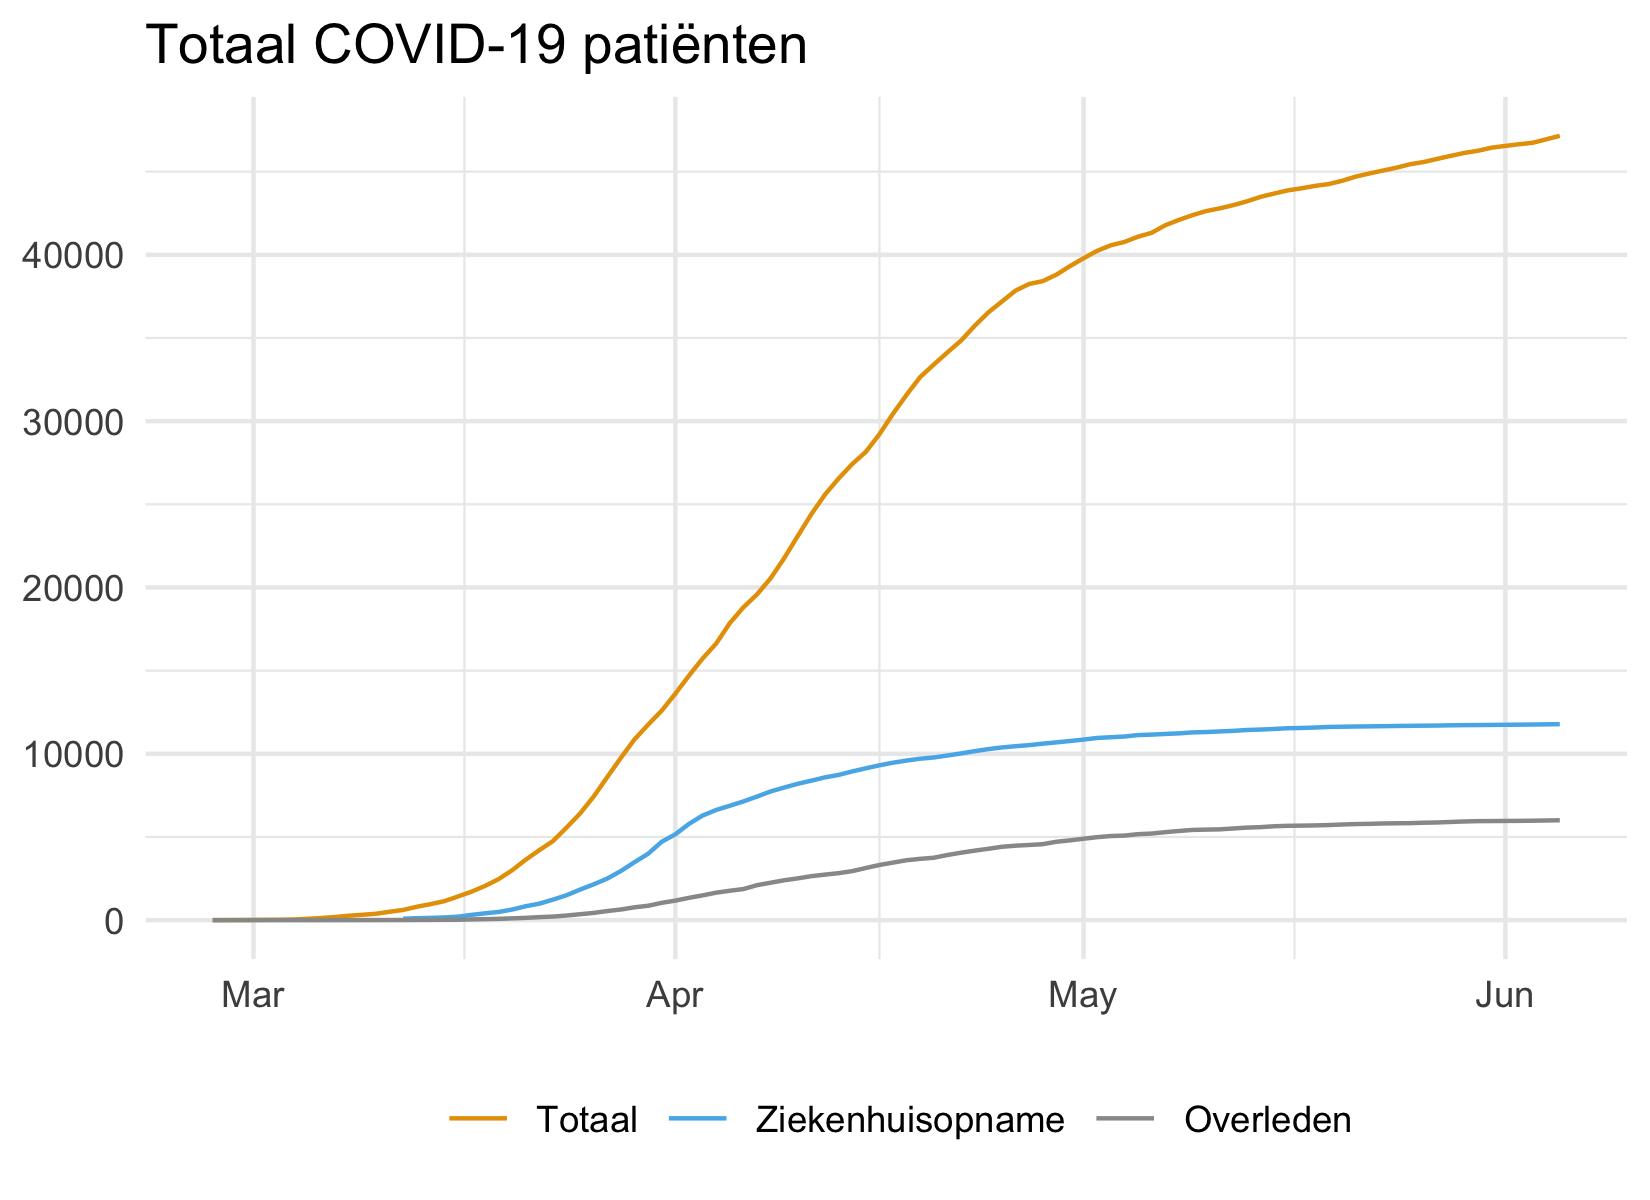 Totaal COVID-19 patiënten
40000
30000
20000
10000
0
Mar Apr May Jun
Totaal Ziekenhuisopname Overleden